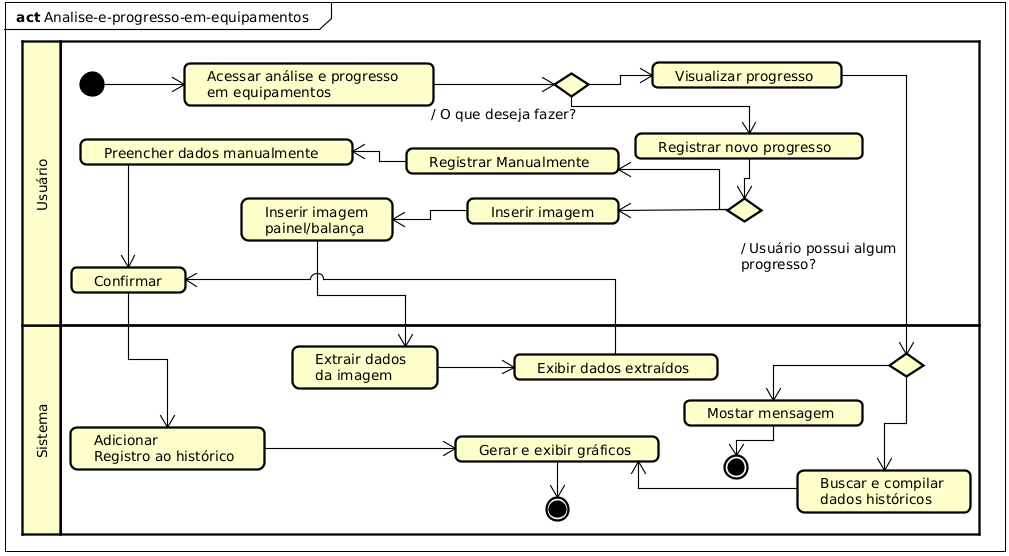 act Analise-e-progresso-em-equipamentos
Usuário
Acessar análise e progresso
em equipamentos
/ O que deseja fazer?
Visualizar progresso
Registrar novo progresso
Registrar Manualmente
Preencher dados manualmente
Inserir imagem
Inserir imagem
painel/balança
/ Usuário possui algum
progresso?
Confirmar
Sistema
Extrair dados
da imagem
Exibir dados extraídos
Mostar mensagem
Adicionar
Registro ao histórico
Gerar e exibir gráficos
Buscar e compilar
dados históricos